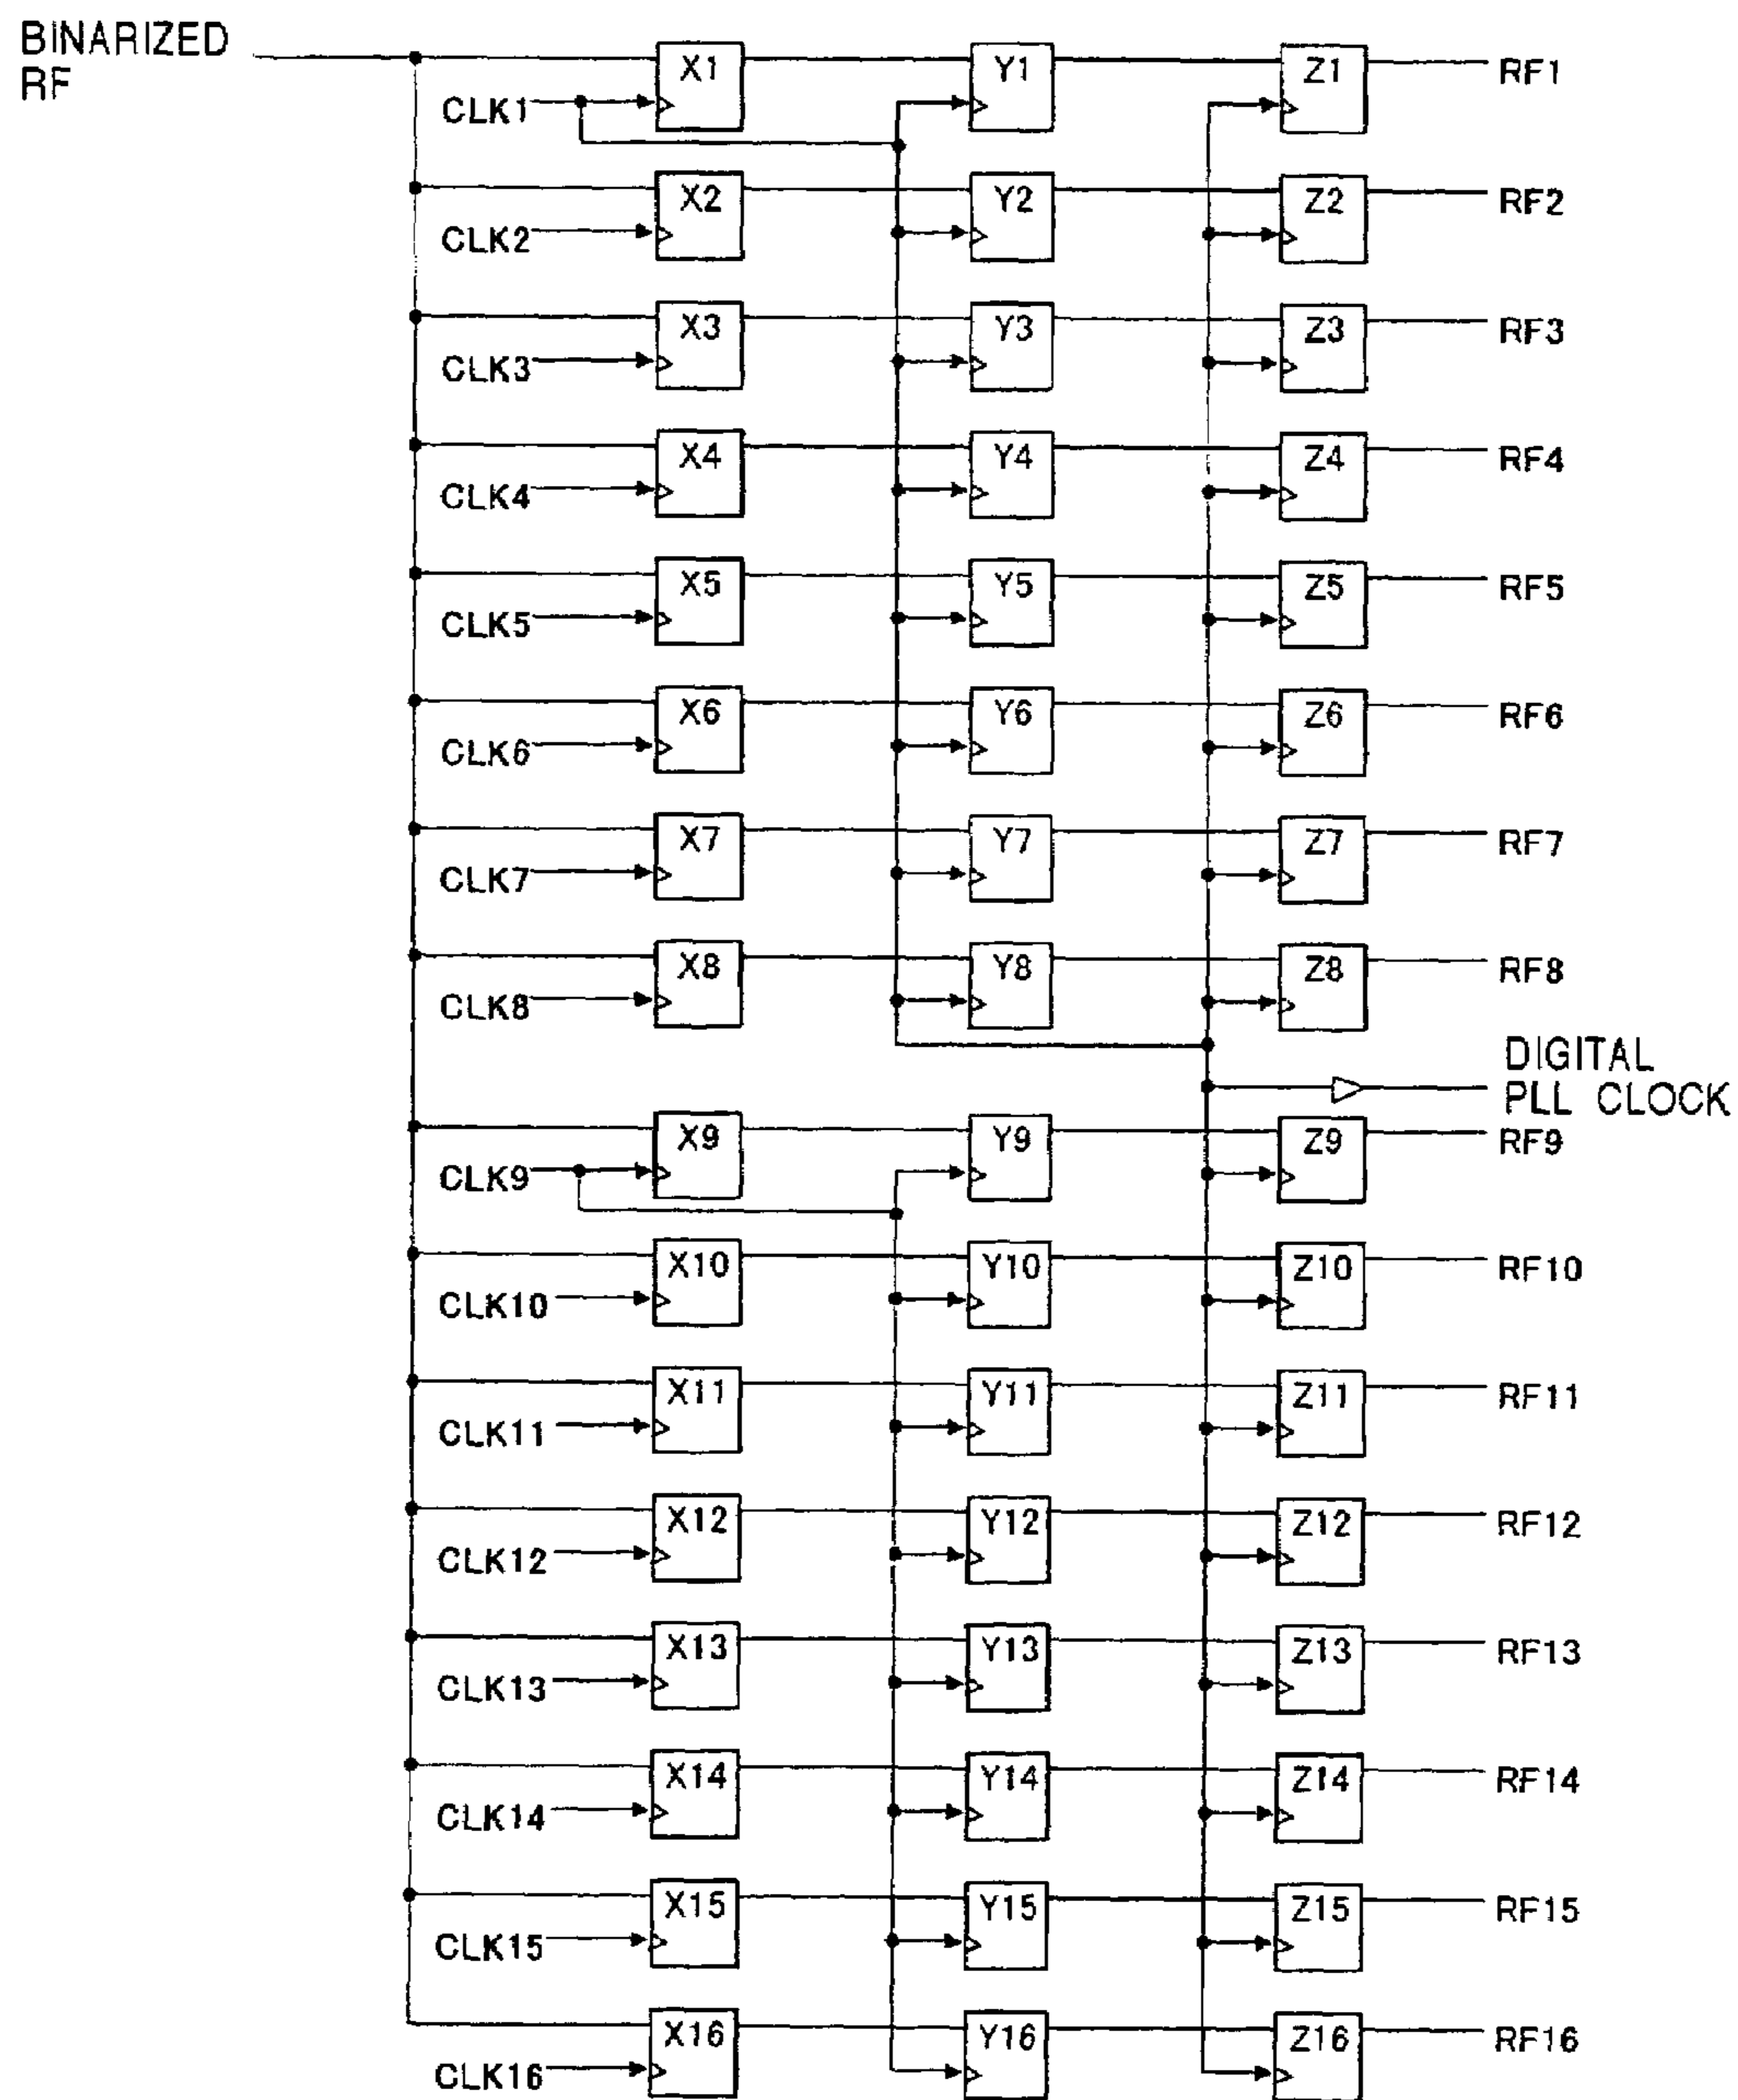 BINARIZED
RF
X1 Y1 Z1 RF1
CLK1
X2 Y2 Z2 RF2
CLK2
X3 Y3 Z3 RF3
CLK3
X4 Y4 Z4 RF4
CLK4
X5 Y5 Z5 RF5
CLK5
X6 Y6 Z6 RF6
CLK6
X7 Y7 Z7 RF7
CLK7
X8 Y8 Z8 RF8
CLK8
DIGITAL
PLL CLOCK
X9 Y9 Z9 RF9
CLK9
X10 Y10 Z10 RF10
CLK10
X11 Y11 Z11 RF11
CLK11
X12 Y12 Z12 RF12
CLK12
X13 Y13 Z13 RF13
CLK13
X14 Y14 Z14 RF14
CLK14
X15 Y15 Z15 RF15
CLK15
X16 Y16 Z16 RF16
CLK16